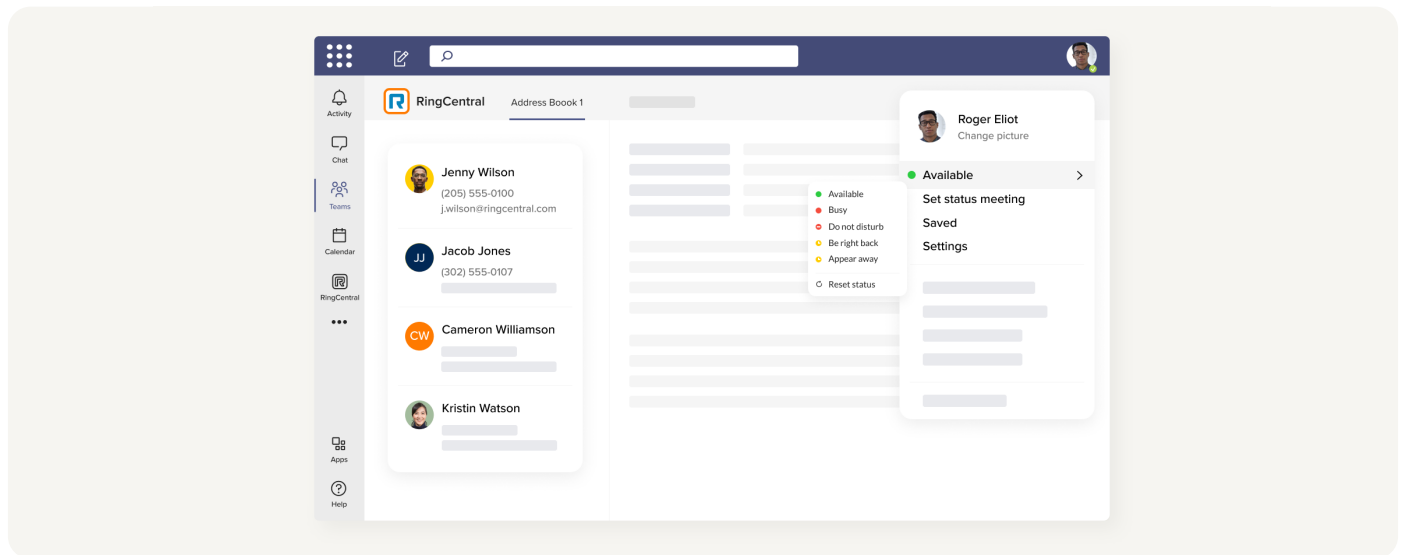 Activity
Chat
Teams
Calendar
RingCentral
Apps
Help
RingCentral
Address Boook 1
Jenny Wilson
(205) 555-0100
j.wilson@ringcentral.com
JJ
Jacob Jones
(302) 555-0107
CW
Cameron Williamson
Kristin Watson
Available
Busy
Do not disturb
Be right back
Appear away
Reset status
Roger Eliot
Change picture
Available
Set status meeting
Saved
Settings